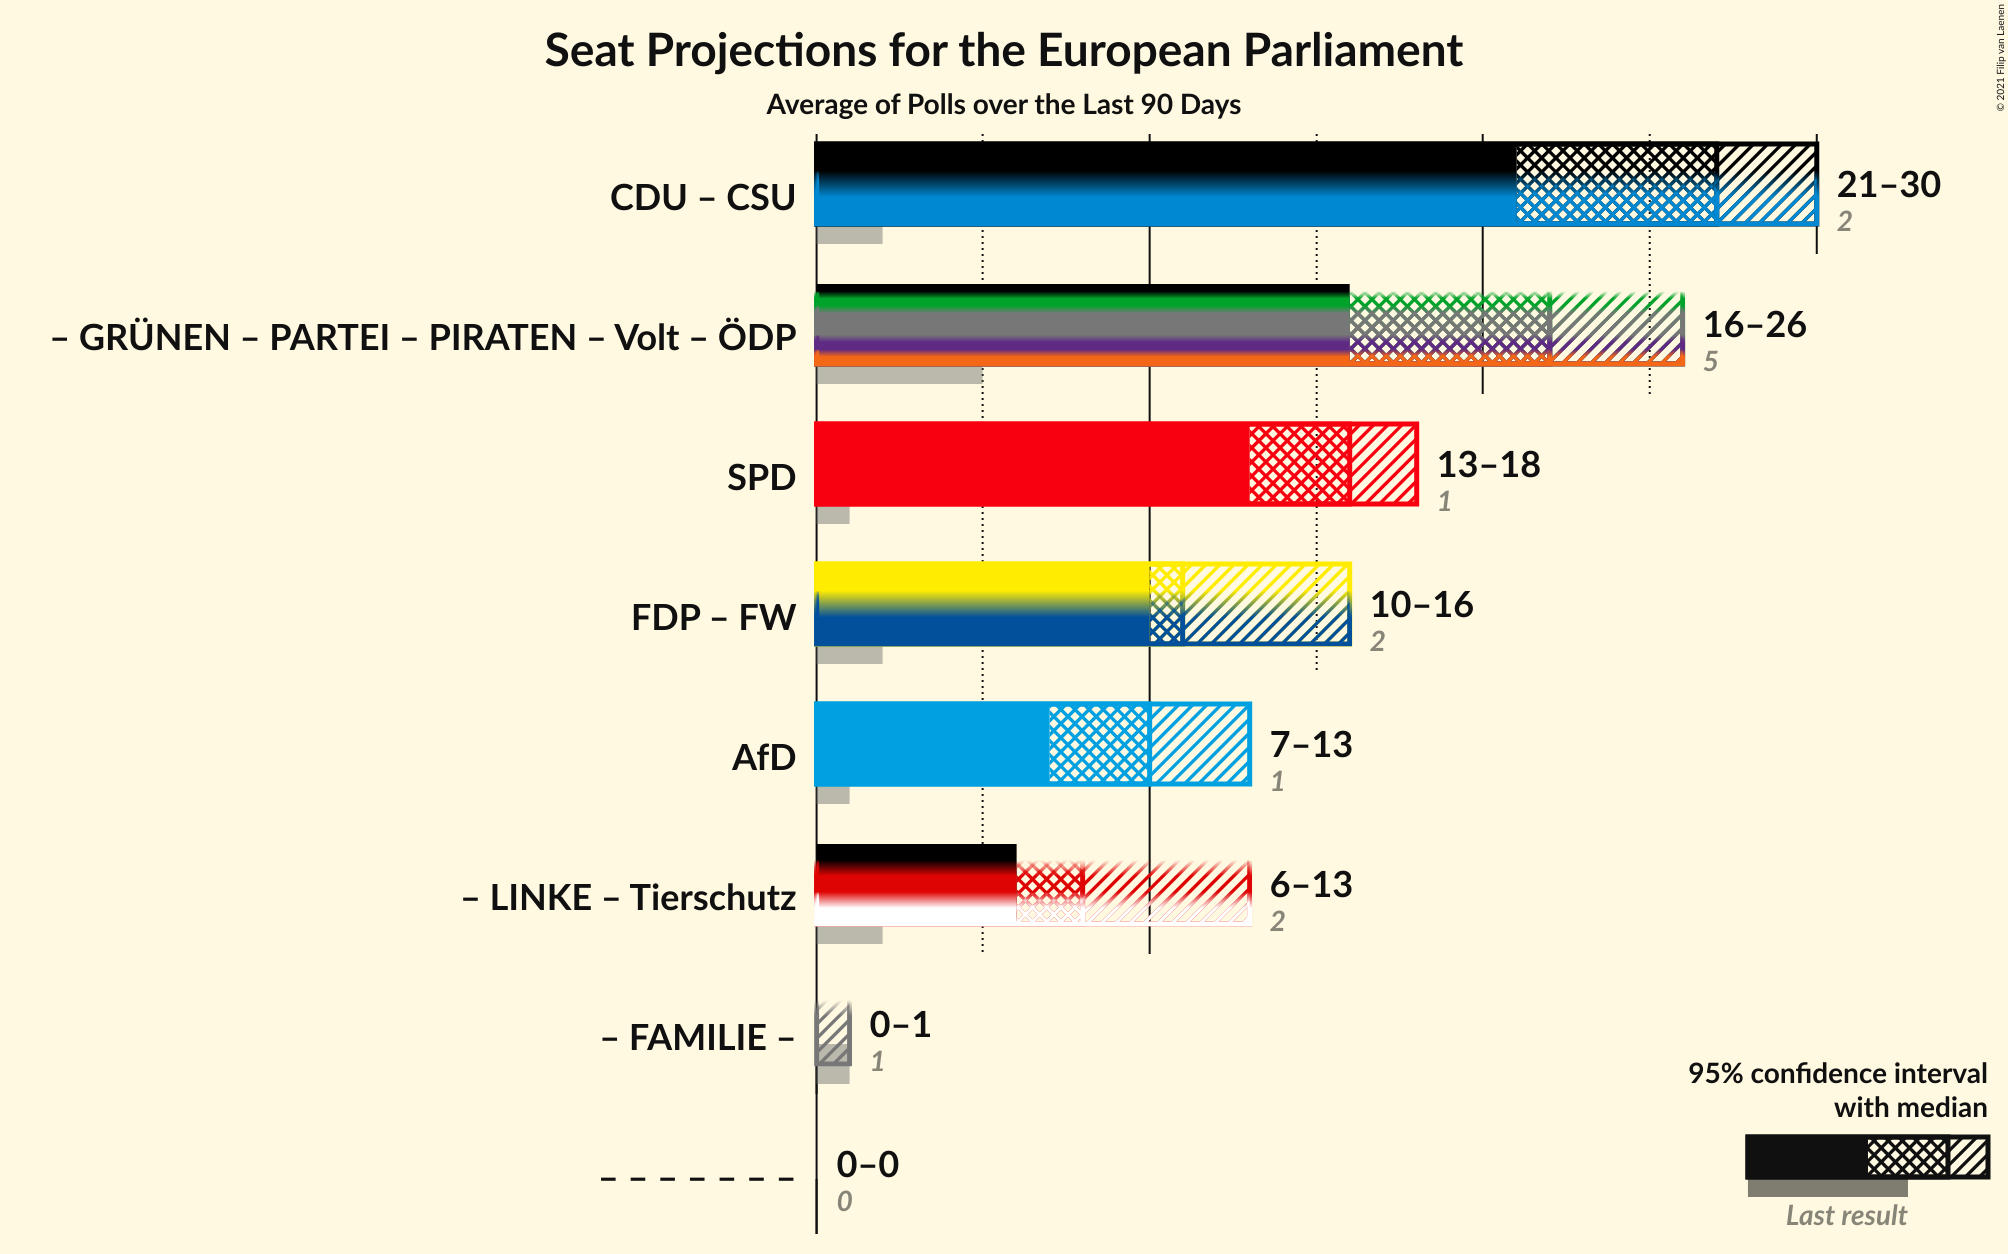 Seat Projections for the European Parliament
Average of Polls over the Last 90 Days
© 2021 Filip van Laenen
CDU – CSU
21–30
2
– GRÜNEN – PARTEI – PIRATEN – Volt – ÖDP
16–26
5
SPD
13–18
1
FDP – FW
10–16
2
AfD
7–13
1
– LINKE – Tierschutz
6–13
2
– FAMILIE –
0–1
1
– – – – – – –
0–0
0
95% confidence interval
with median
Last result